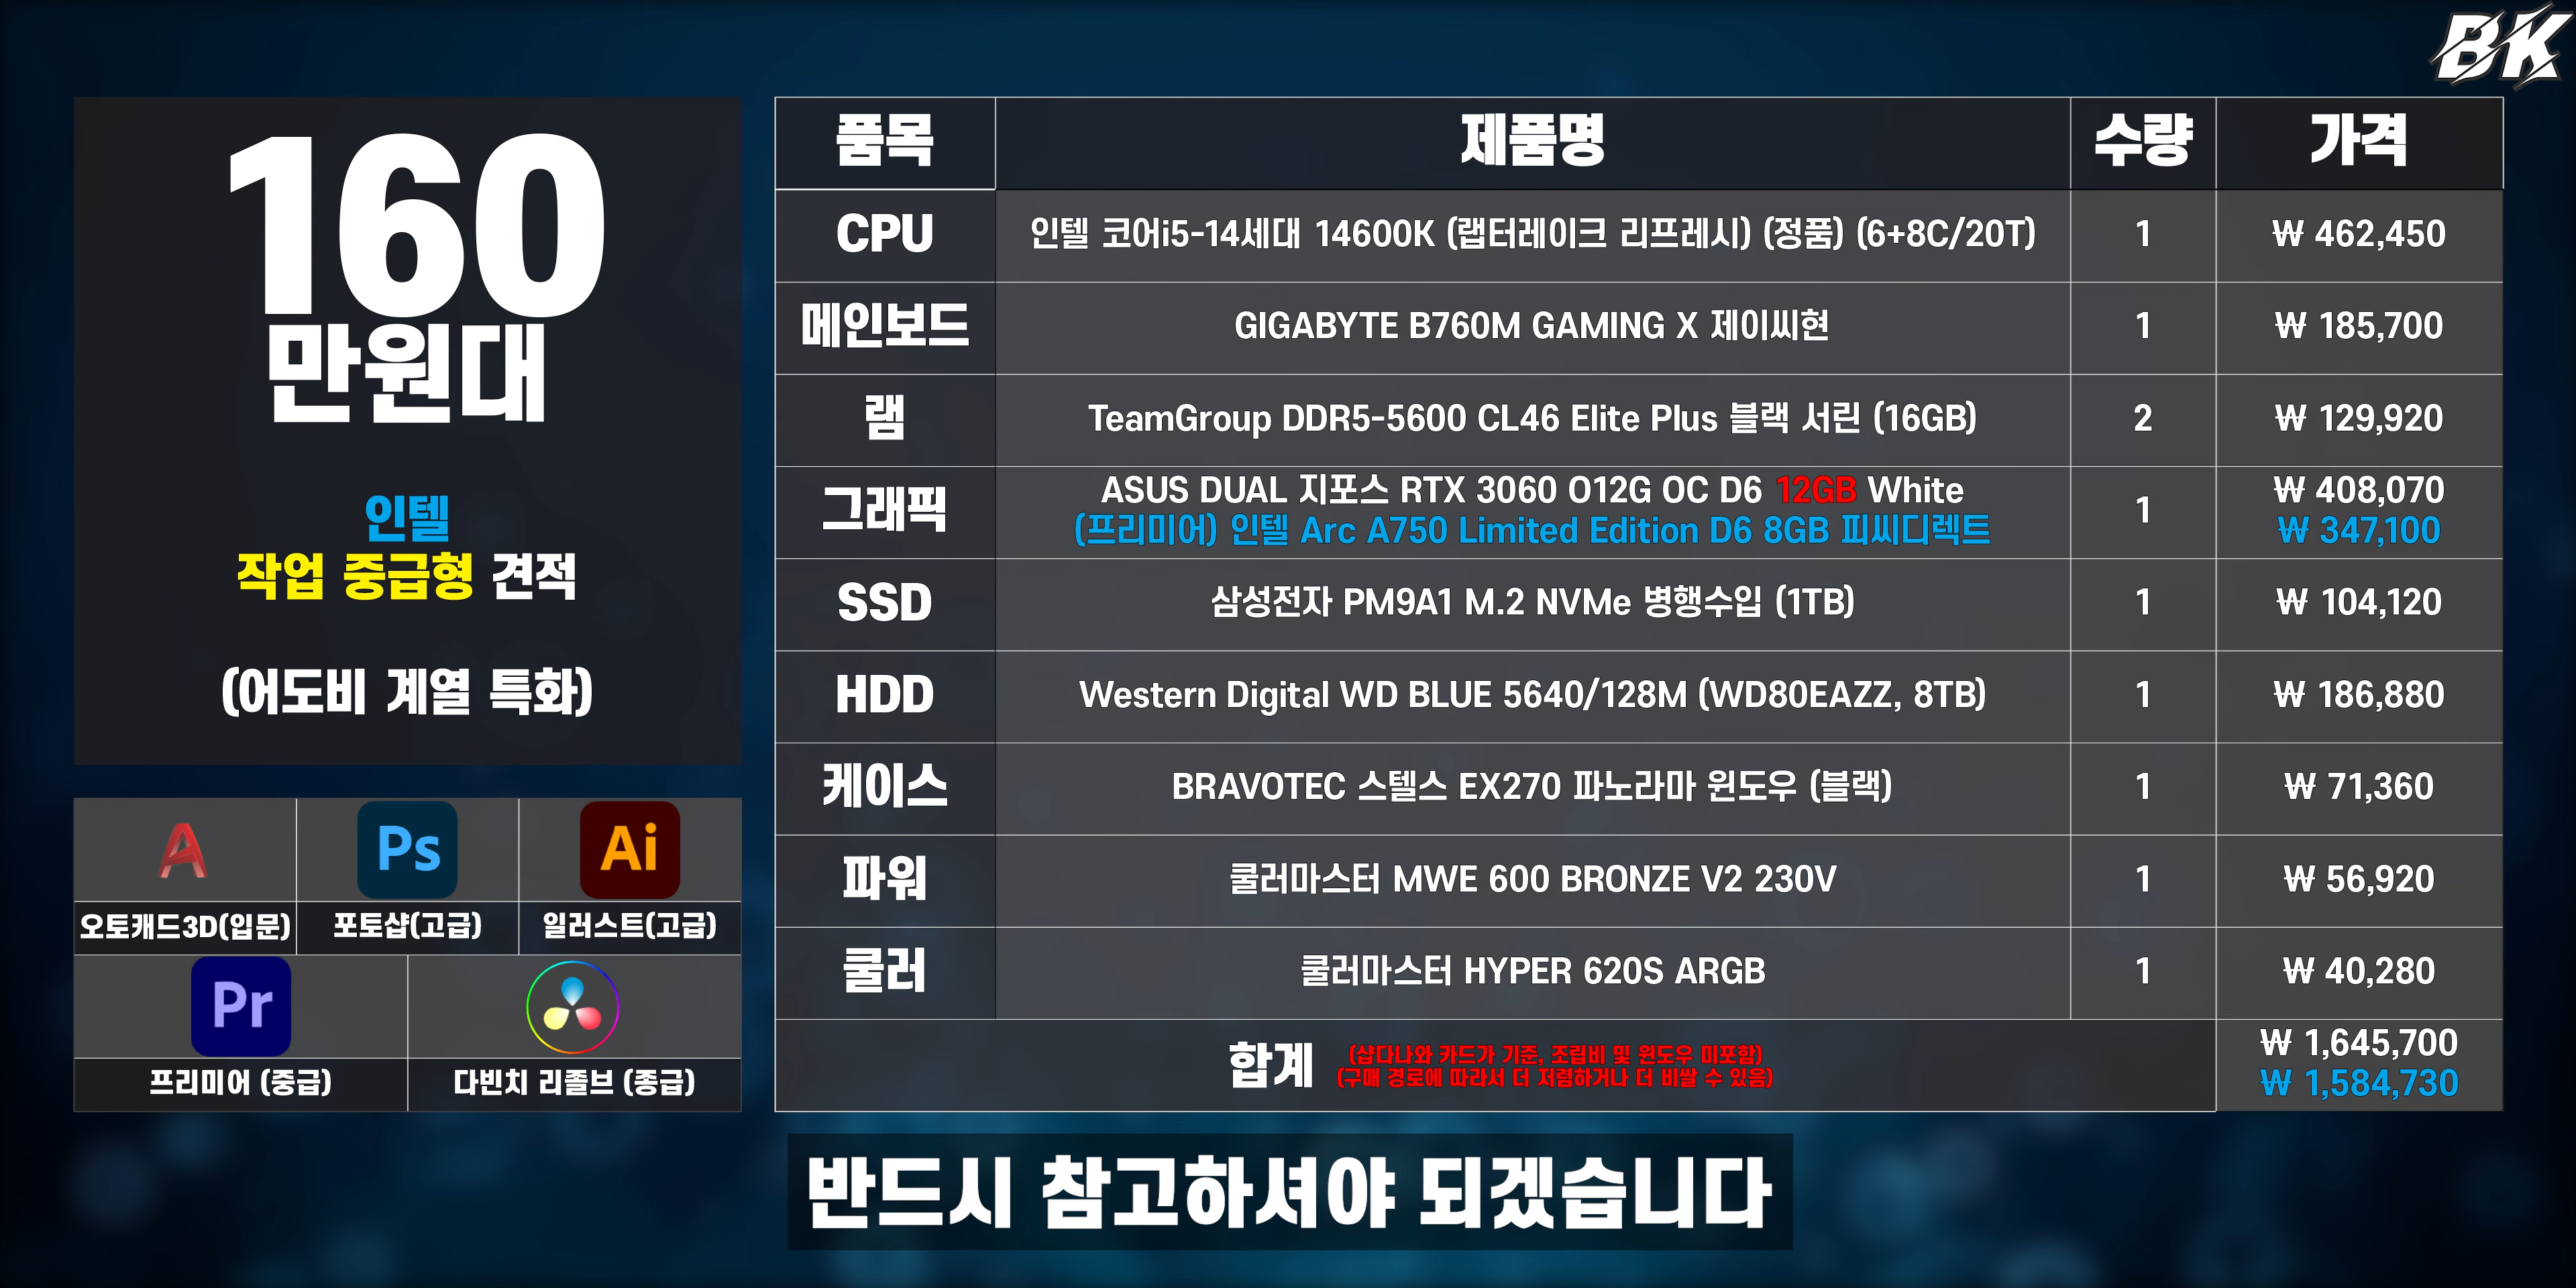 BK
160
만원대
인텔
작업 중급형 견적
(어도비 계열 특화)
Ps
Ai
오토캐드3D(입문) 포토샵(고급) 일러스트(고급)
Pr
프리미어 (중급) 다빈치 리졸브 (종급)
품목 제품명 수량 가격
CPU 인텔 코어i5-14세대 14600K (랩터레이크 리프레시) (정품) (6+8C/20T) 1 ₩ 462,450
메인보드 GIGABYTE B760M GAMING X 제이씨현 1 ₩ 185,700
램 TeamGroup DDR5-5600 CL46 Elite Plus 블랙 서린 (16GB) 2 ₩ 129,920
그래픽 ASUS DUAL 지포스 RTX 3060 O12G OC D6 12GB White 1 ₩ 408,070
(프리미어) 인텔 Arc A750 Limited Edition D6 8GB 피씨디렉트 ₩ 347,100
SSD 삼성전자 PM9A1 M.2 NVMe 병행수입 (1TB) 1 ₩ 104,120
HDD Western Digital WD BLUE 5640/128M (WD80EAZZ, 8TB) 1 ₩ 186,880
케이스 BRAVOTEC 스텔스 EX270 파노라마 윈도우 (블랙) 1 ₩ 71,360
파워 쿨러마스터 MWE 600 BRONZE V2 230V 1 ₩ 56,920
쿨러 쿨러마스터 HYPER 620S ARGB 1 ₩ 40,280
합계 (샵다나와 카드가 기준, 조립비 및 윈도우 미포함) ₩ 1,645,700
(구매 경로에 따라서 더 저렴하거나 더 비쌀 수 있음) ₩ 1,584,730
반드시 참고하셔야 되겠습니다